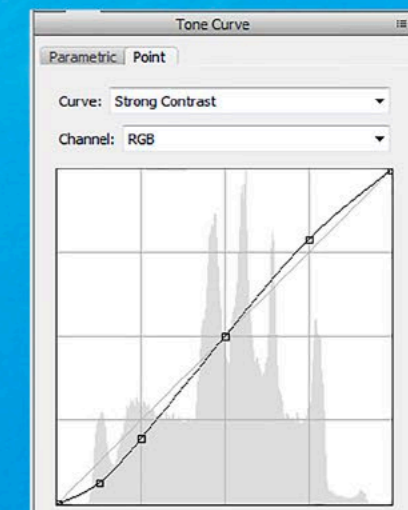 Tone Curve
Parametric Point
Curve: Strong Contrast
Channel: RGB